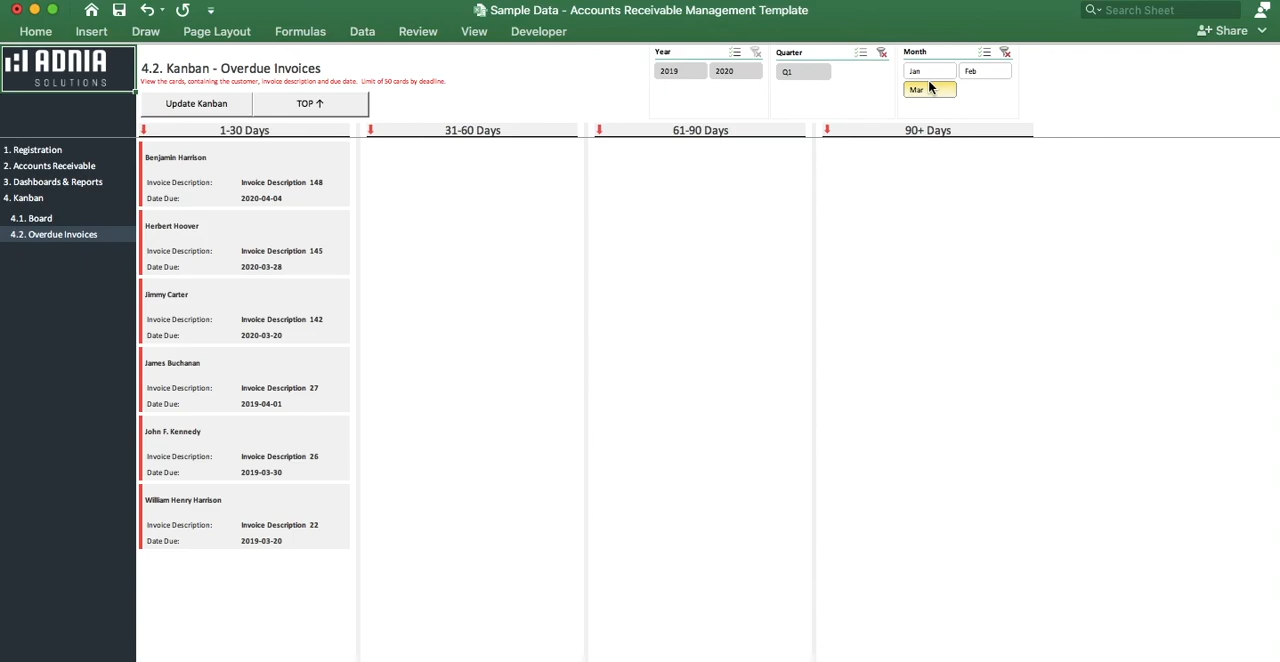 Sample Data - Accounts Receivable Management Template
Search Sheet
Home Insert Draw Page Layout Formulas Data Review View Developer
Share
ADNIA
SOLUTIONS
4.2. Kanban - Overdue Invoices
View the cards, containing the customer, invoice description and due date. Limit of 50 cards by deadline.
Update Kanban
TOP ↑
Year
2019 2020
Quarter
Q1
Month
Jan Feb
Mar
1-30 Days 31-60 Days 61-90 Days 90+ Days
1. Registration
2. Accounts Receivable
3. Dashboards & Reports
4. Kanban
4.1. Board
4.2. Overdue Invoices
Benjamin Harrison
Invoice Description: Invoice Description 148
Date Due: 2020-04-04
Herbert Hoover
Invoice Description: Invoice Description 145
Date Due: 2020-03-28
Jimmy Carter
Invoice Description: Invoice Description 142
Date Due: 2020-03-20
James Buchanan
Invoice Description: Invoice Description 27
Date Due: 2019-04-01
John F. Kennedy
Invoice Description: Invoice Description 26
Date Due: 2019-03-30
William Henry Harrison
Invoice Description: Invoice Description 22
Date Due: 2019-03-20